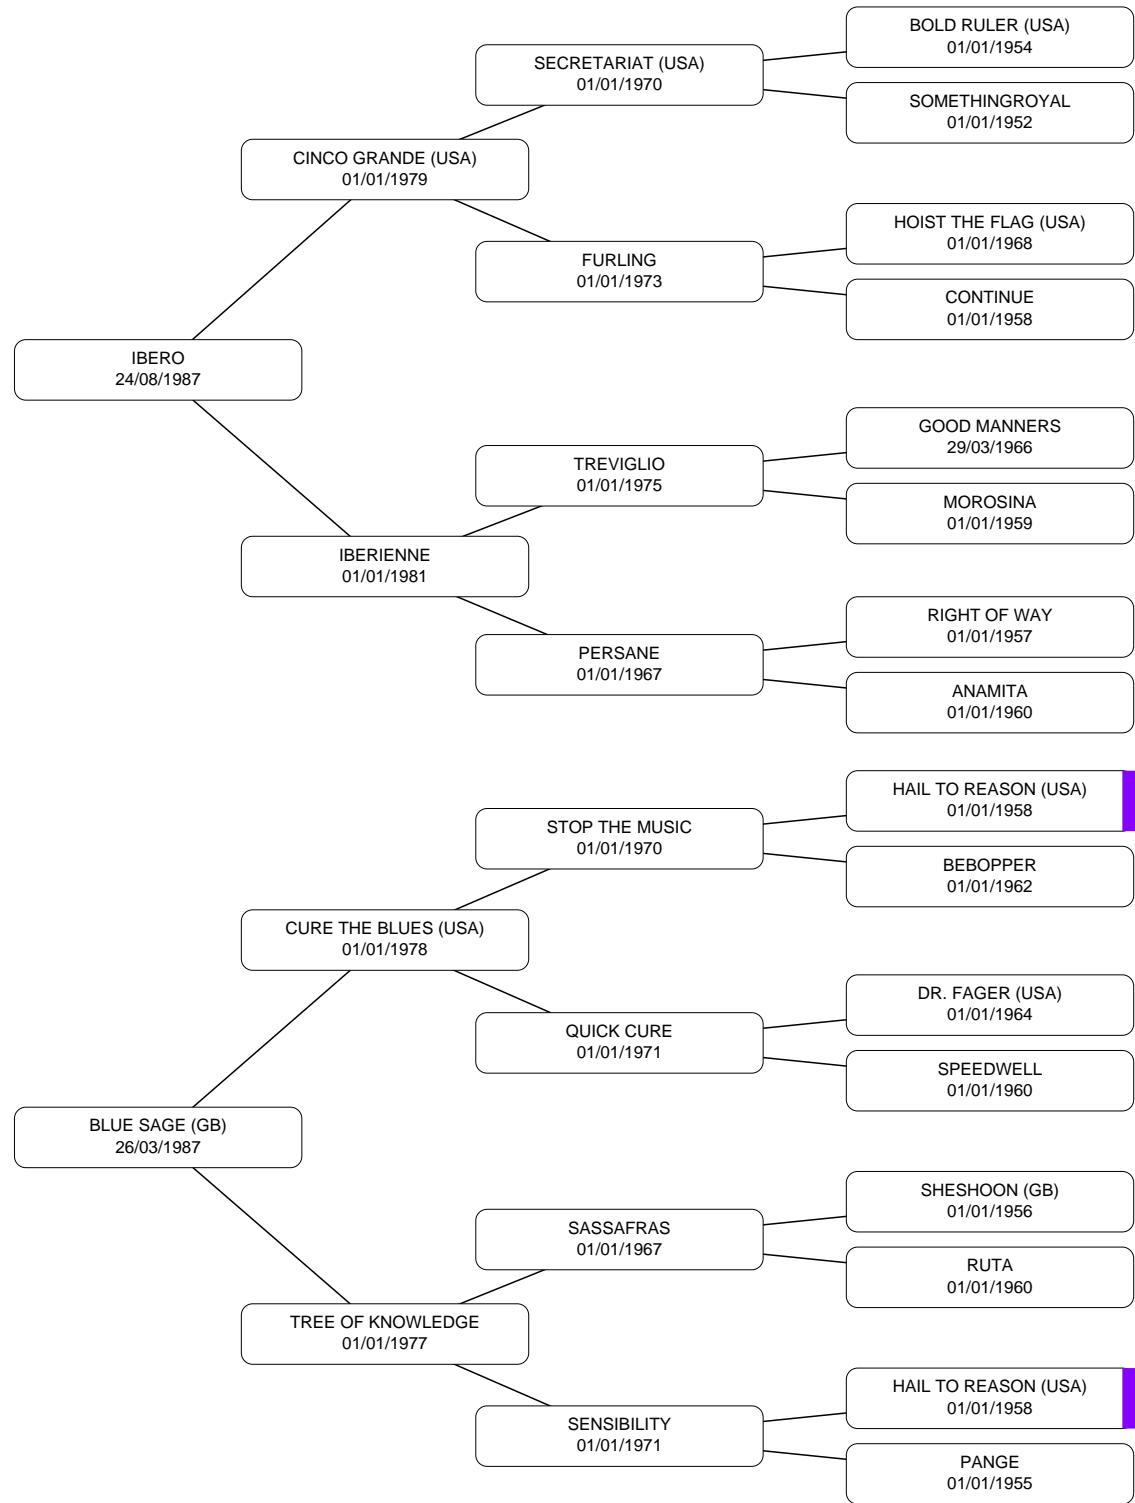 BOLD RULER (USA)
01/01/1954
SECRETARIAT (USA)
01/01/1970
SOMETHINGROYAL
01/01/1952
CINCO GRANDE (USA)
01/01/1979
HOIST THE FLAG (USA)
01/01/1968
FURLING
01/01/1973
CONTINUE
01/01/1958
IBERO
24/08/1987
GOOD MANNERS
29/03/1966
TREVIGLIO
01/01/1975
MOROSINA
01/01/1959
IBERIENNE
01/01/1981
RIGHT OF WAY
01/01/1957
PERSANE
01/01/1967
ANAMITA
01/01/1960
HAIL TO REASON (USA)
01/01/1958
STOP THE MUSIC
01/01/1970
BEBOPPER
01/01/1962
CURE THE BLUES (USA)
01/01/1978
DR. FAGER (USA)
01/01/1964
QUICK CURE
01/01/1971
SPEEDWELL
01/01/1960
BLUE SAGE (GB)
26/03/1987
SHESHOON (GB)
01/01/1956
SASSAFRAS
01/01/1967
RUTA
01/01/1960
TREE OF KNOWLEDGE
01/01/1977
HAIL TO REASON (USA)
01/01/1958
SENSIBILITY
01/01/1971
PANGE
01/01/1955